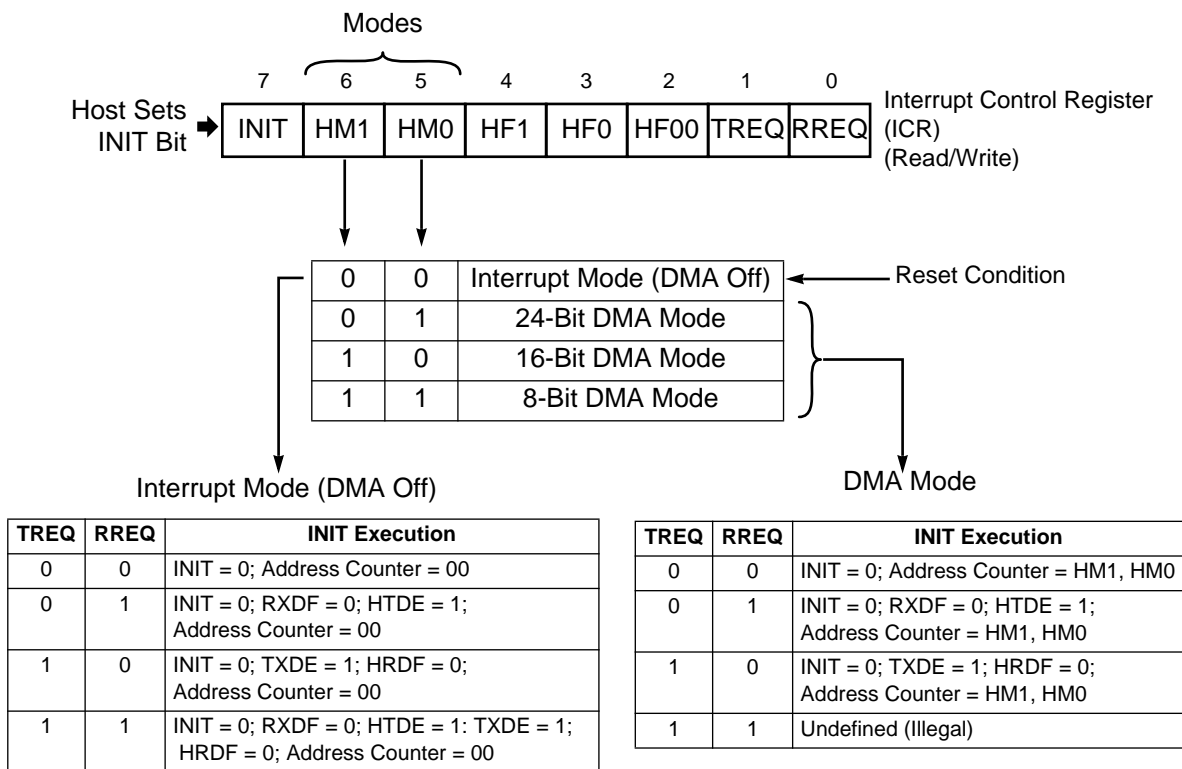 Modes
7 6 5 4 3 2 1 0
Host Sets
INIT Bit
INIT HM1 HM0 HF1 HF0 HF00 TREQ RREQ
Interrupt Control Register
(ICR)
(Read/Write)
0 0 Interrupt Mode (DMA Off)
Reset Condition
0 1 24-Bit DMA Mode
1 0 16-Bit DMA Mode
1 1 8-Bit DMA Mode
Interrupt Mode (DMA Off)
TREQ RREQ INIT Execution
0 0 INIT = 0; Address Counter = 00
0 1 INIT = 0; RXDF = 0; HTDE = 1;
Address Counter = 00
1 0 INIT = 0; TXDE = 1; HRDF = 0;
Address Counter = 00
1 1 INIT = 0; RXDF = 0; HTDE = 1: TXDE = 1;
HRDF = 0; Address Counter = 00
DMA Mode
TREQ RREQ INIT Execution
0 0 INIT = 0; Address Counter = HM1, HM0
0 1 INIT = 0; RXDF = 0; HTDE = 1;
Address Counter = HM1, HM0
1 0 INIT = 0; TXDE = 1; HRDF = 0;
Address Counter = HM1, HM0
1 1 Undefined (Illegal)